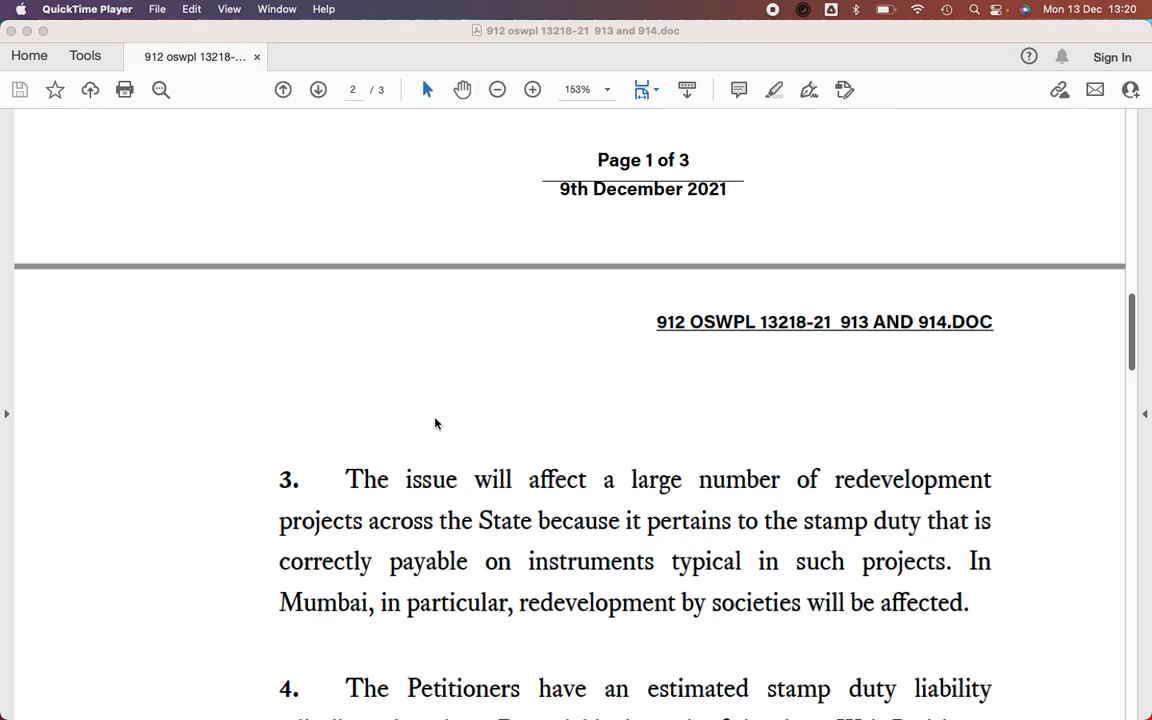 QuickTime Player File Edit View Window Help Mon 13 Dec 13:20
912 oswpl 13218-21 913 and 914.doc
Home Tools 912 oswpl 13218-... × Sign In
2 / 3 153%
Page 1 of 3
9th December 2021
912 OSWPL 13218-21 913 AND 914.DOC
3. The issue will affect a large number of redevelopment
projects across the State because it pertains to the stamp duty that is
correctly payable on instruments typical in such projects. In
Mumbai, in particular, redevelopment by societies will be affected.
4. The Petitioners have an estimated stamp duty liability